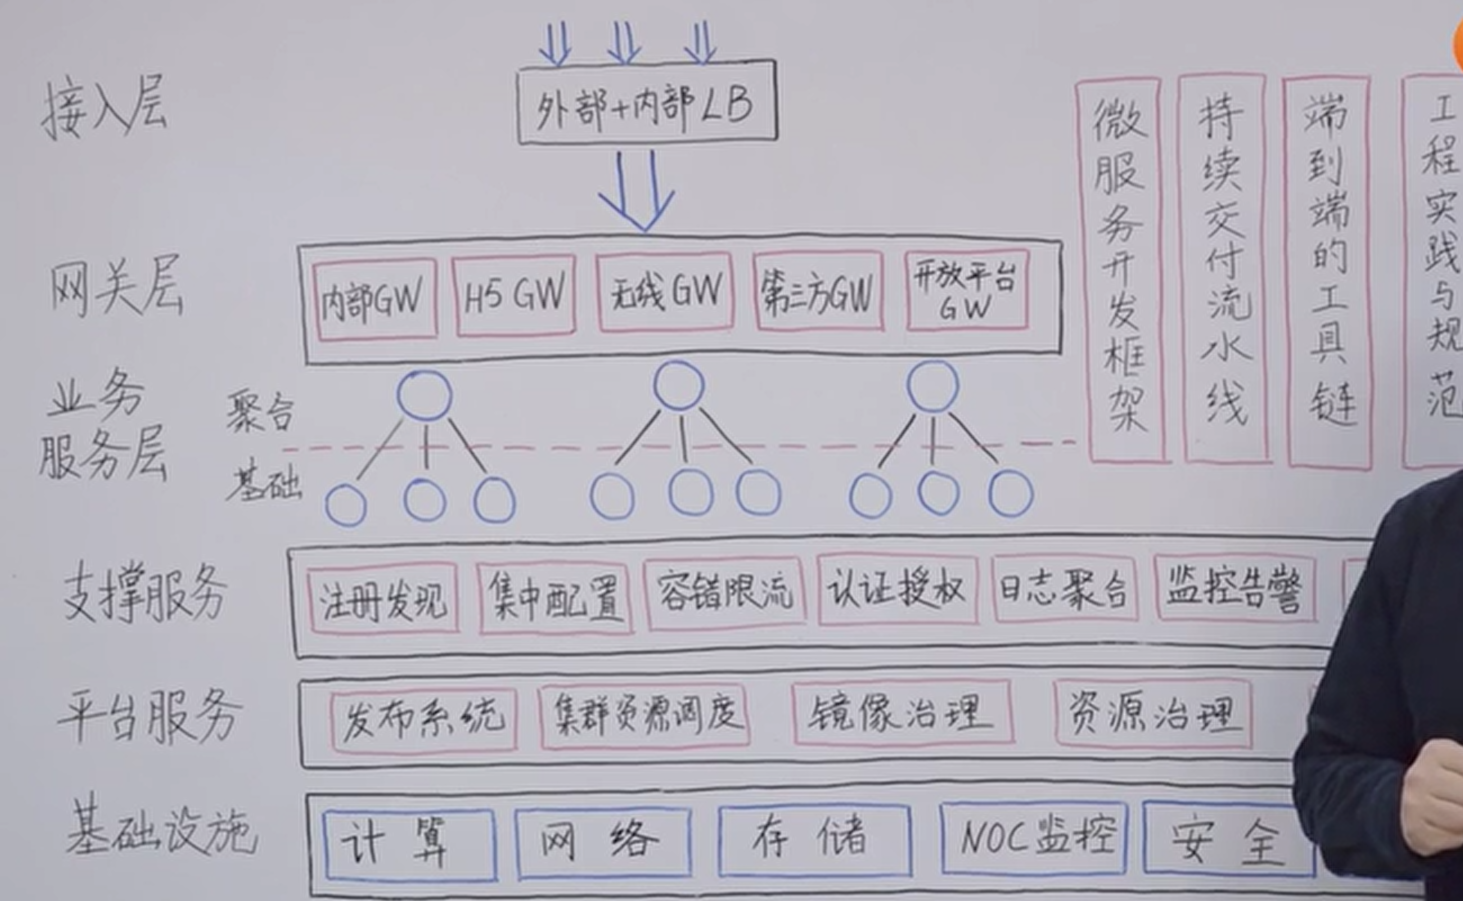 接入层
外部+内部LB
网关层
内部GW
H5 GW
无线GW
第三方GW
开放平台
GW
业务
服务层
聚合
基础
微服务开发框架
持续交付流水线
端到端的工具链
工程实践与规范
支撑服务
注册发现
集中配置
容错限流
认证授权
日志聚合
监控告警
平台服务
发布系统
集群资源调度
镜像治理
资源治理
基础设施
计算
网络
存储
NOC监控
安全